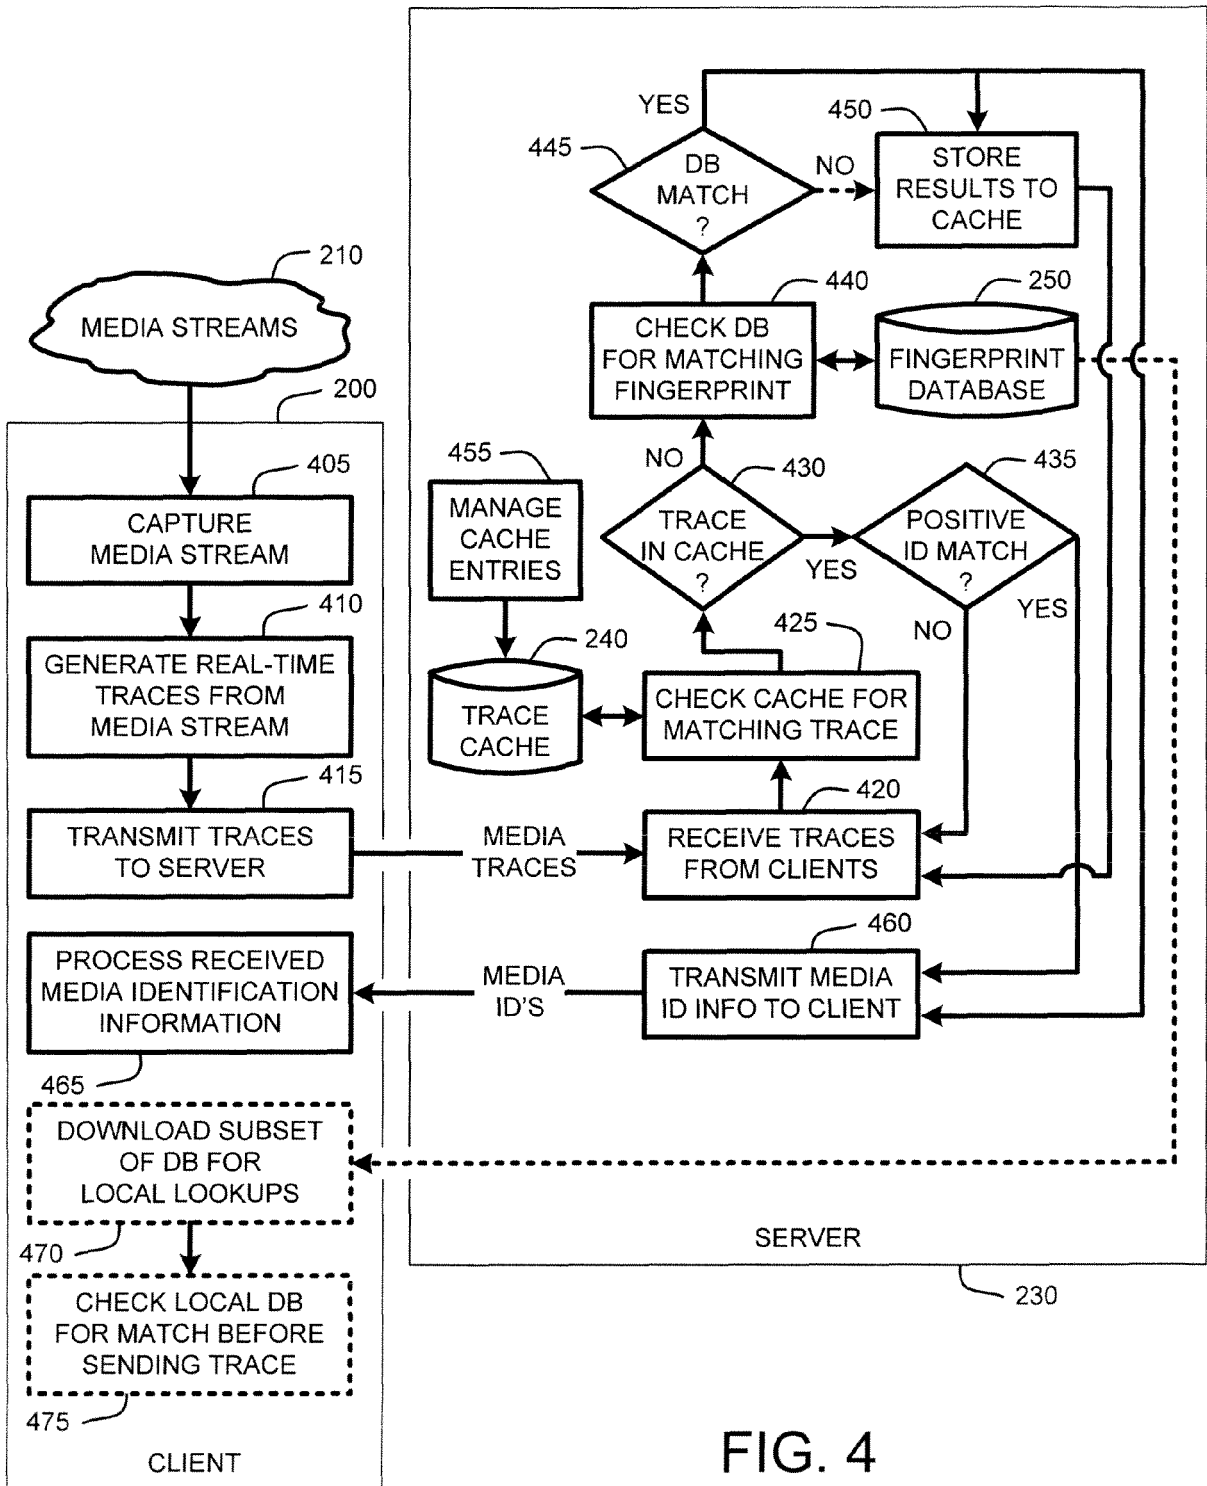 YES
450
445
DB
MATCH
?
NO
STORE
RESULTS TO
CACHE
210
MEDIA STREAMS
440
250
CHECK DB
FOR MATCHING
FINGERPRINT
FINGERPRINT
DATABASE
200
405
CAPTURE
MEDIA STREAM
455
MANAGE
CACHE
ENTRIES
NO
430
TRACE
IN CACHE
?
YES
435
POSITIVE
ID MATCH
?
NO
YES
410
GENERATE REAL-TIME
TRACES FROM
MEDIA STREAM
240
TRACE
CACHE
425
CHECK CACHE FOR
MATCHING TRACE
415
TRANSMIT TRACES
TO SERVER
MEDIA
TRACES
420
RECEIVE TRACES
FROM CLIENTS
PROCESS RECEIVED
MEDIA IDENTIFICATION
INFORMATION
465
MEDIA
ID'S
460
TRANSMIT MEDIA
ID INFO TO CLIENT
DOWNLOAD SUBSET
OF DB FOR
LOCAL LOOKUPS
470
SERVER
230
CHECK LOCAL DB
FOR MATCH BEFORE
SENDING TRACE
475
CLIENT
FIG. 4